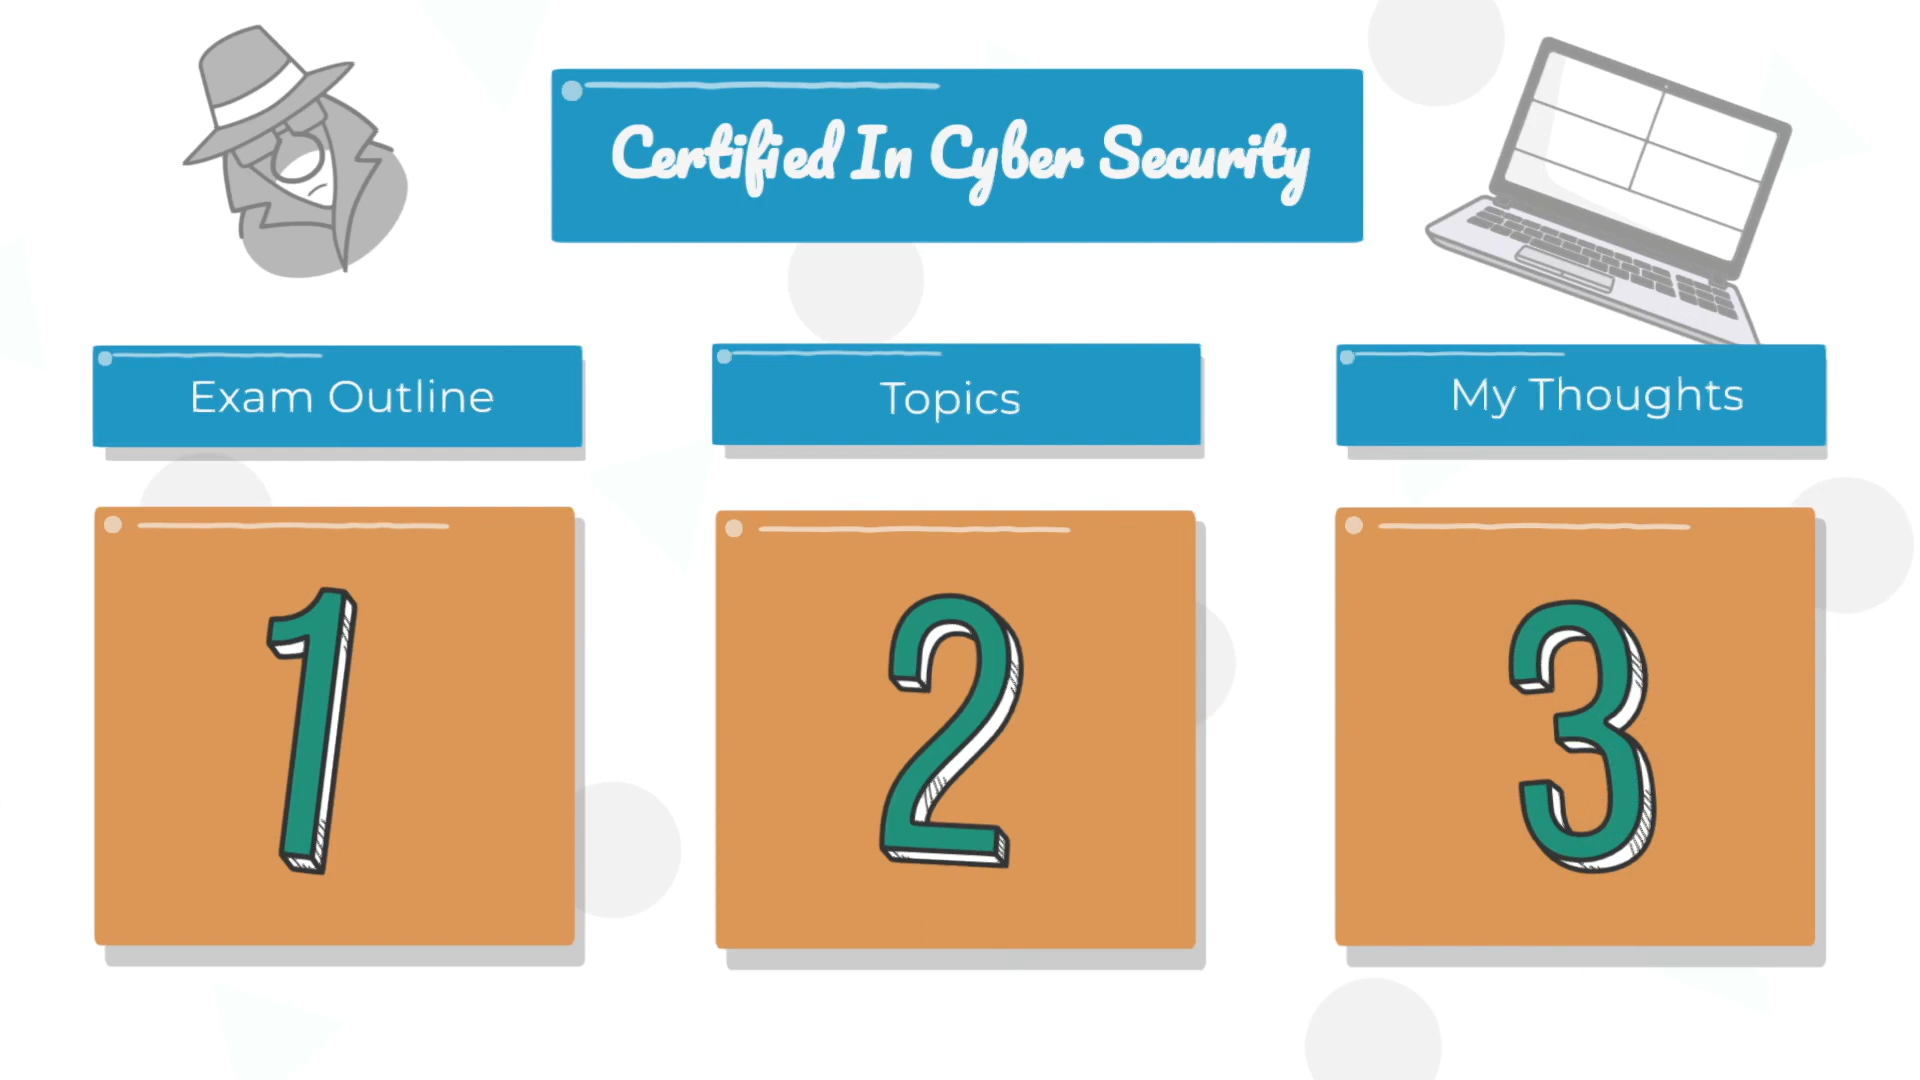 Certified In Cyber Security
Exam Outline
Topics
My Thoughts
1
2
3